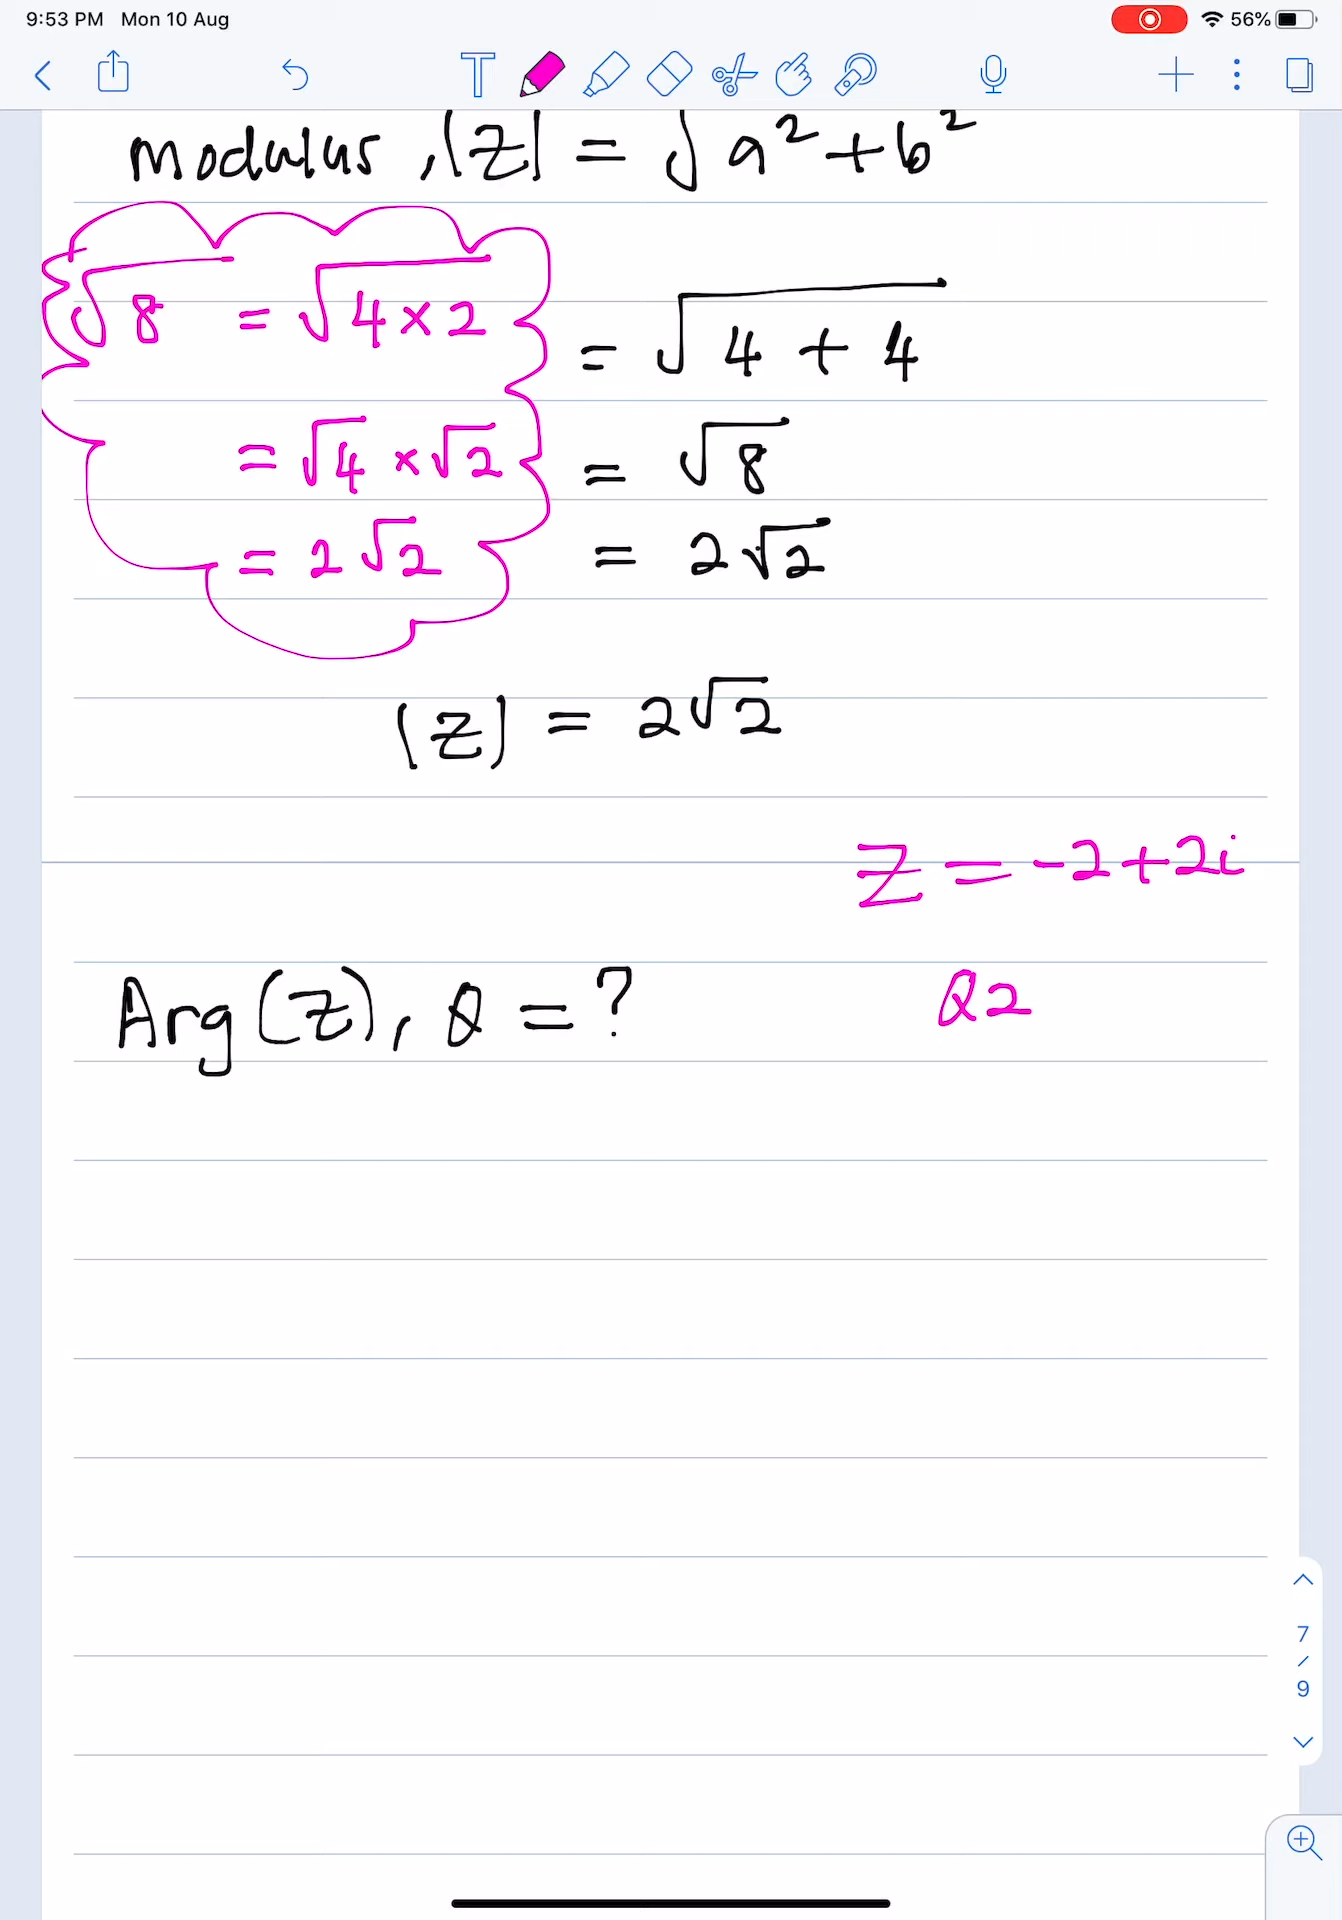 9:53 PM Mon 10 Aug 56%
T
modulus, |z| = √a²+b²
√8 = √4×2
= √4 + 4
= √4 ×√2
= √8
= 2√2
= 2√2
|z| = 2√2
z = -2+2i
Arg(z), θ = ?
Q2
7
/
9